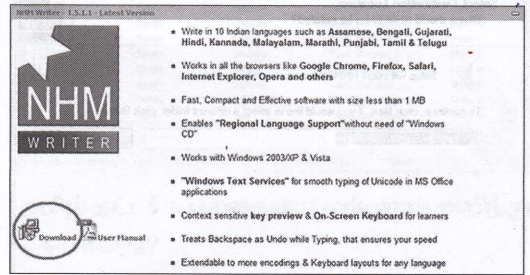 NHM Writer - 1.5.1.1 - Latest Version
Write in 10 Indian languages such as Assamese, Bengali, Gujarati,
Hindi, Kannada, Malayalam, Marathi, Punjabi, Tamil & Telugu
Works in all the browsers like Google Chrome, Firefox, Safari,
Internet Explorer, Opera and others
Fast, Compact and Effective software with size less than 1 MB
Enables "Regional Language Support"without need of "Windows
CD"
Works with Windows 2003/XP & Vista
"Windows Text Services" for smooth typing of Unicode in MS Office
applications
Context sensitive key preview & On-Screen Keyboard for learners
Treats Backspace as Undo while Typing, that ensures your speed
Extendable to more encodings & Keyboard layouts for any language
NHM
WRITER
Download User Manual